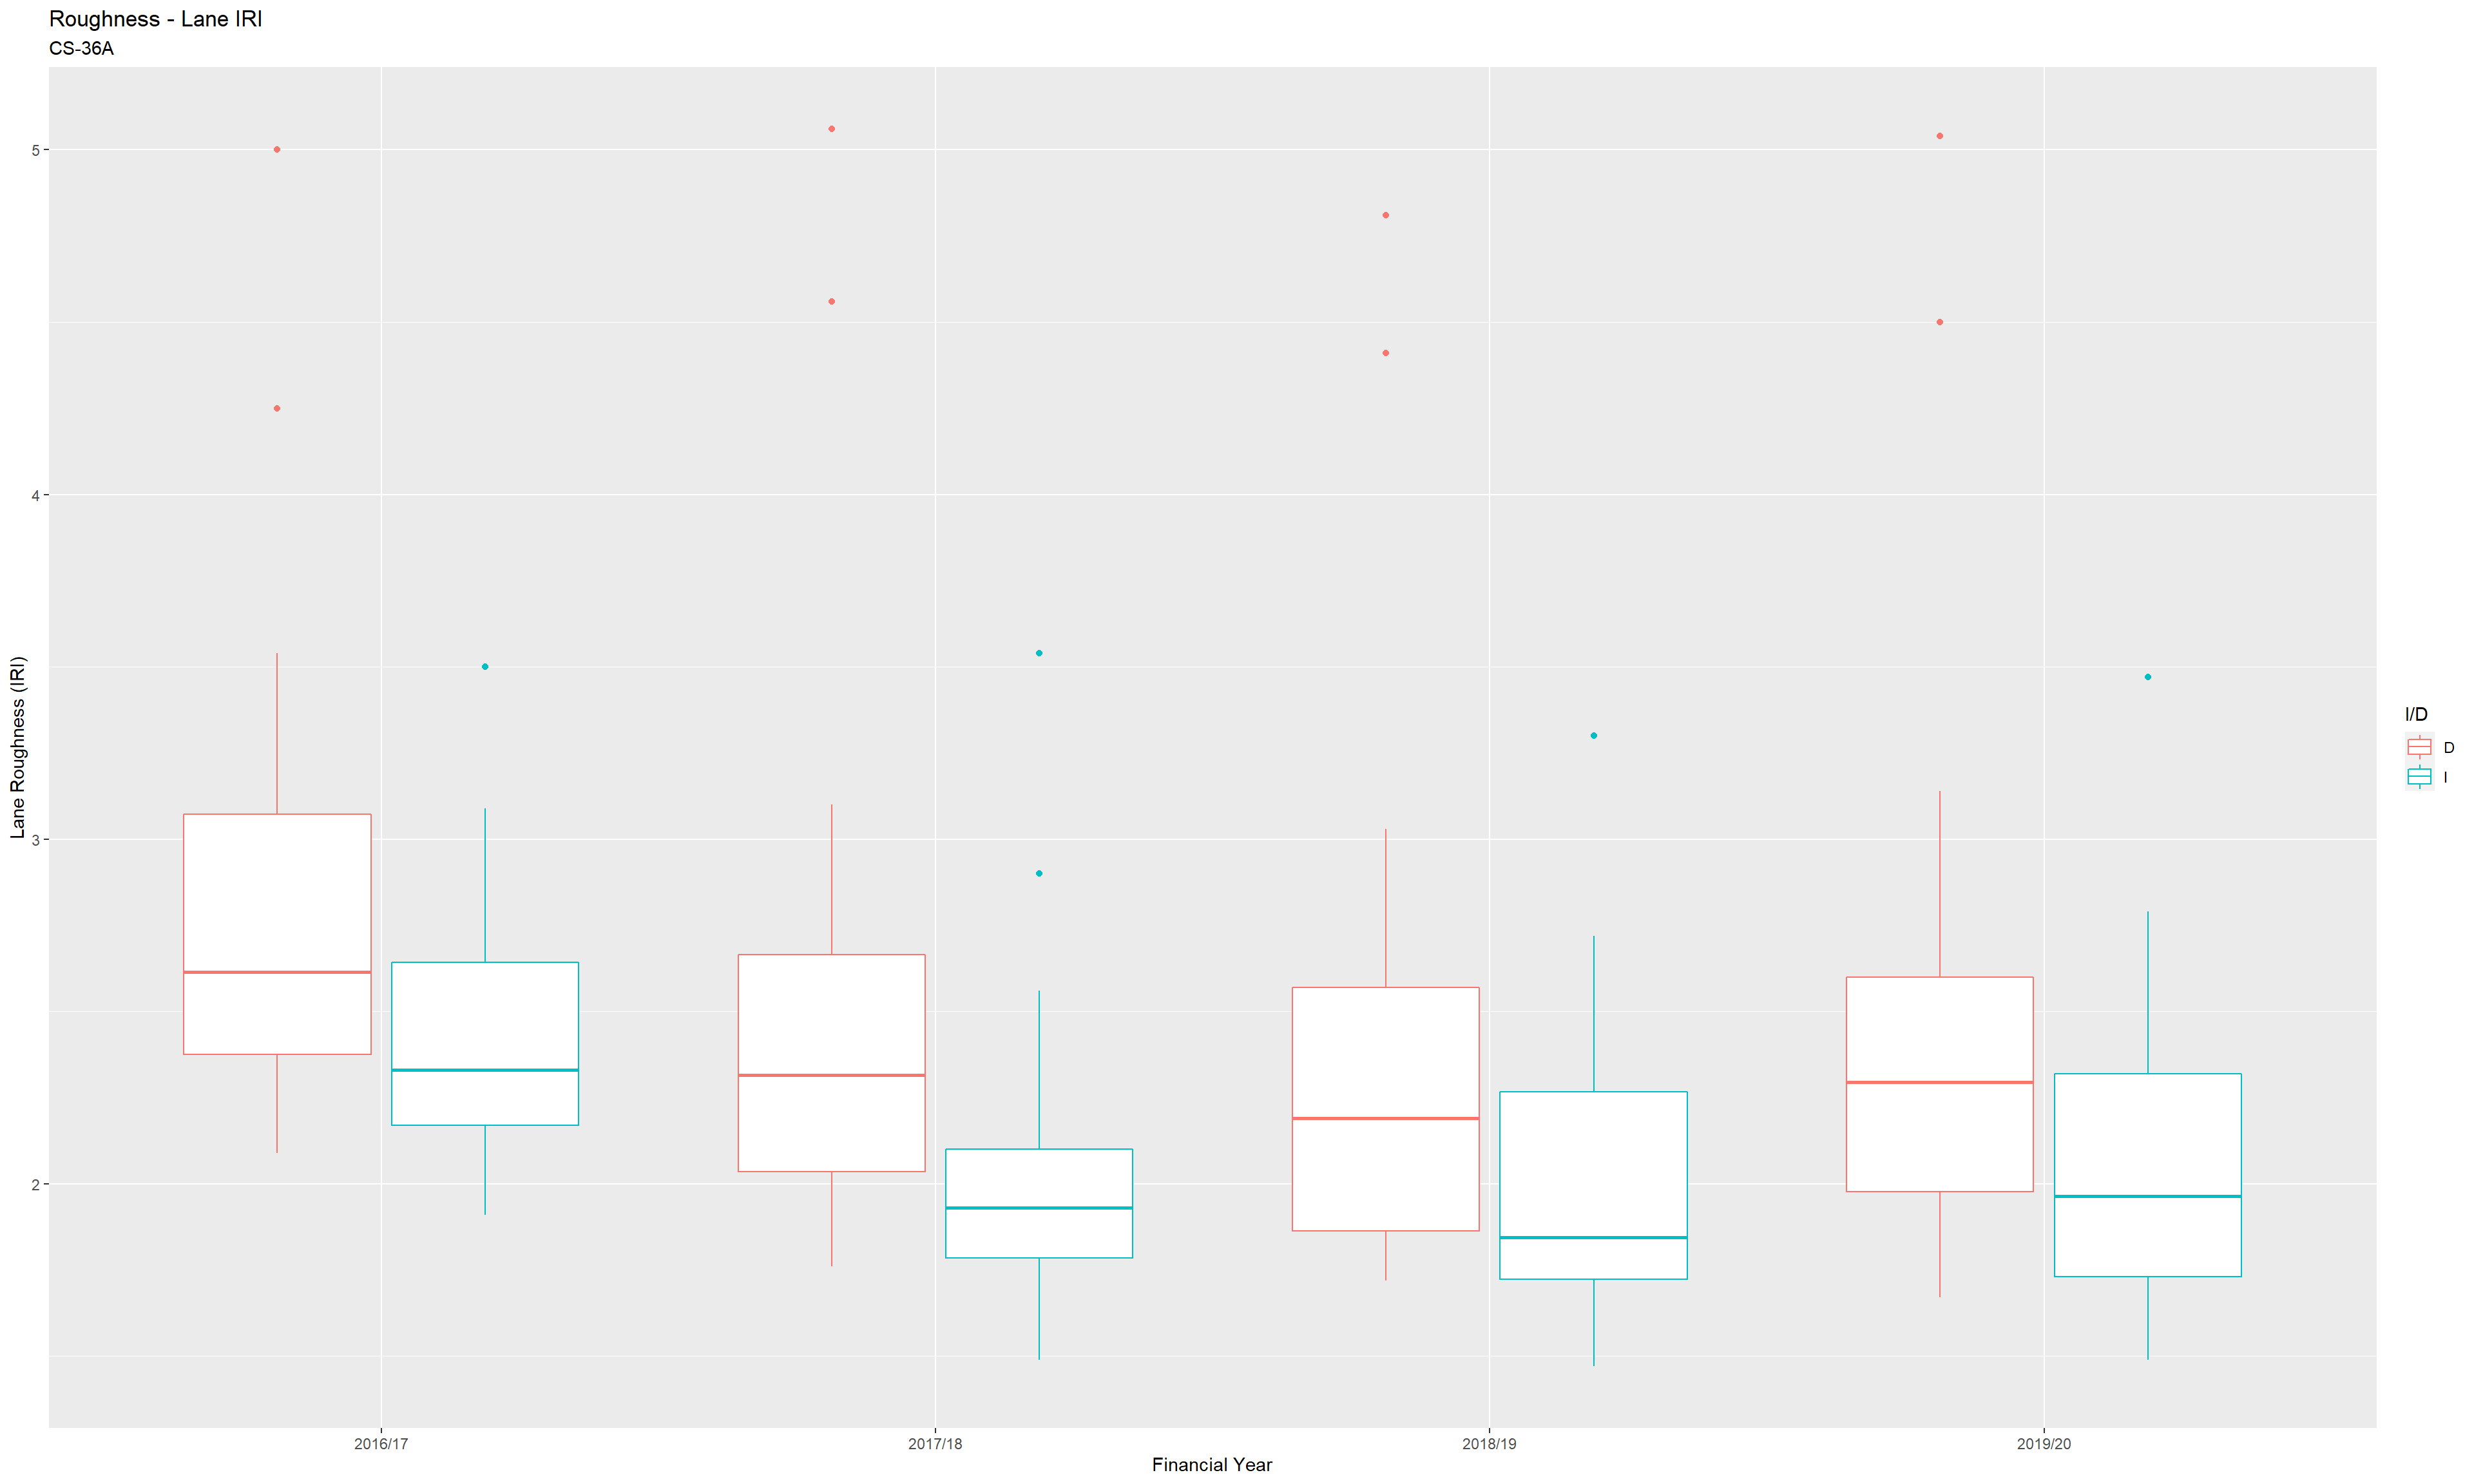 Roughness - Lane IRI
CS-36A
5
4
3
2
Lane Roughness (IRI)
2016/17
2017/18
2018/19
2019/20
Financial Year
I/D
D
I